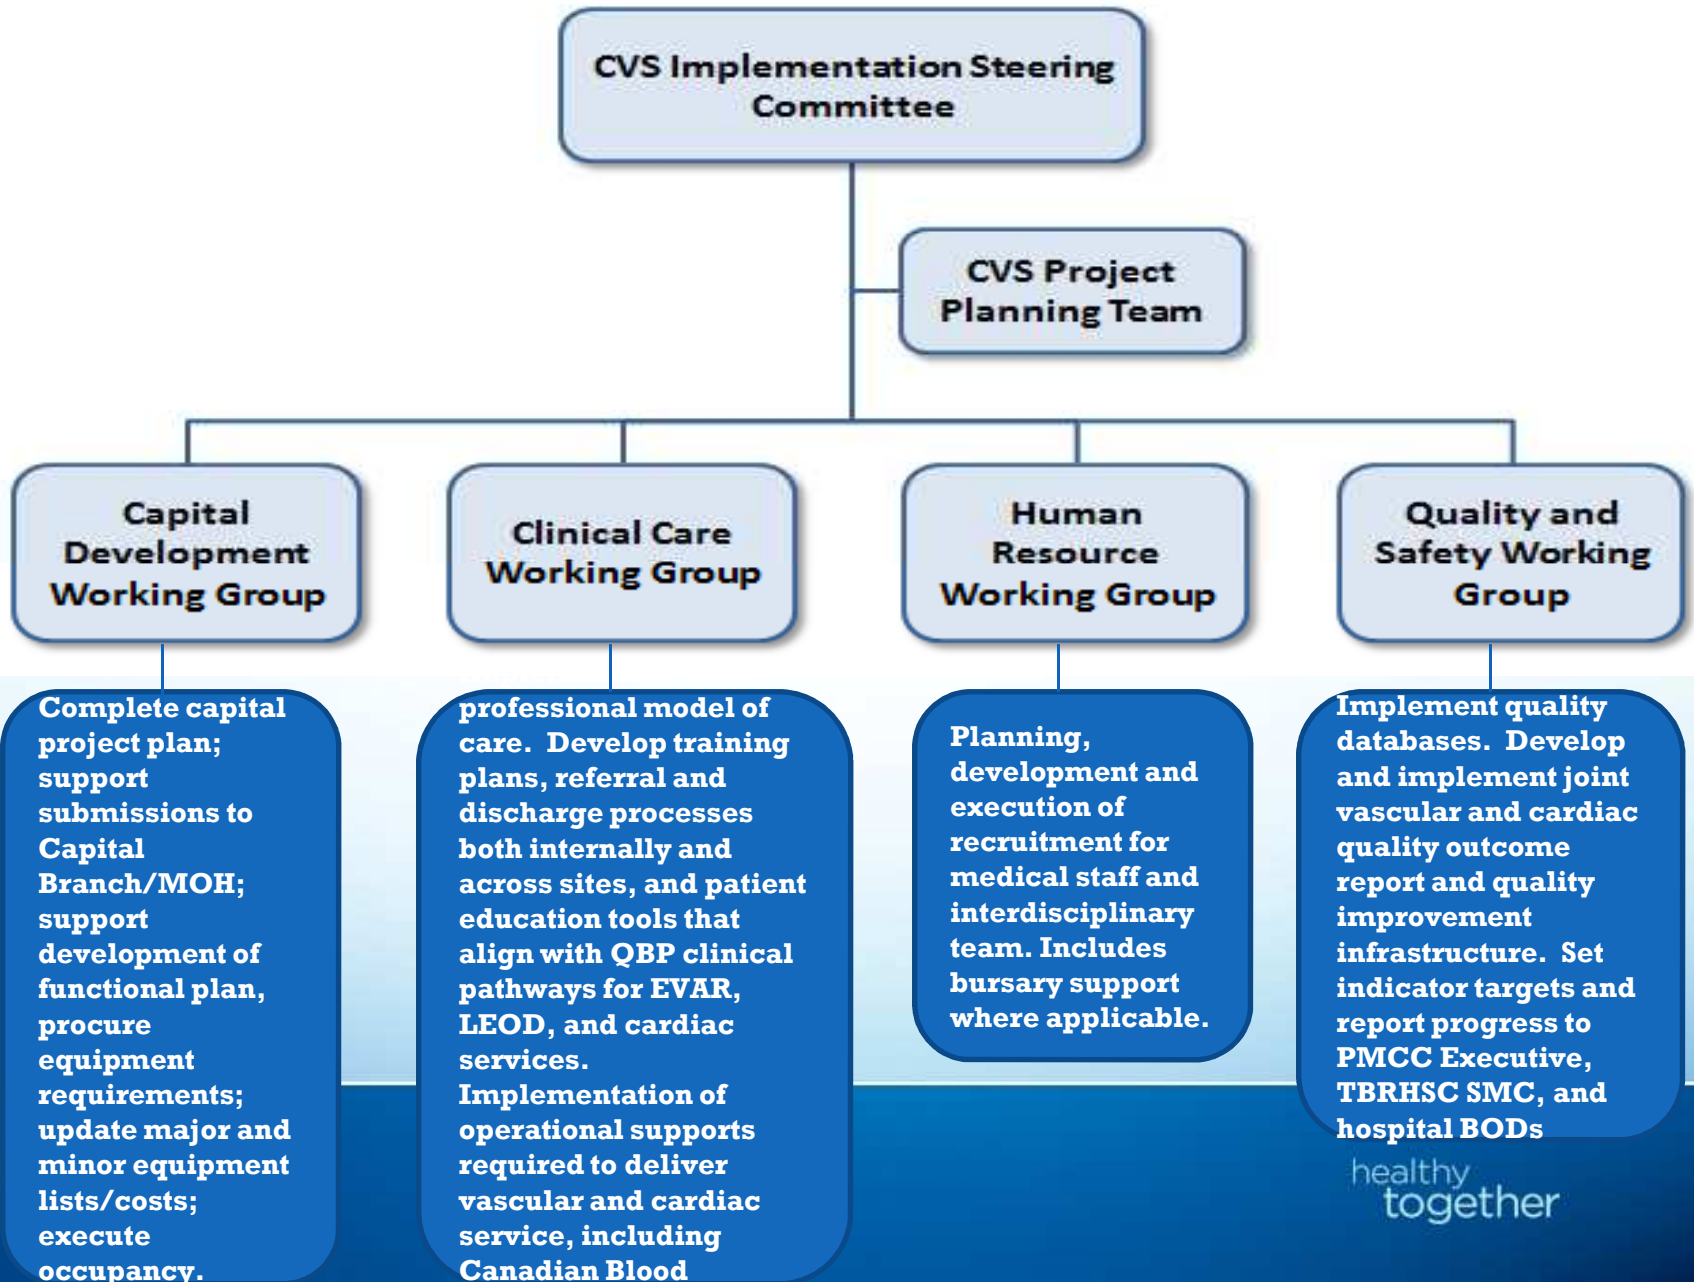 CVS Implementation Steering
Committee
CVS Project
Planning Team
Capital
Development
Working Group
Clinical Care
Working Group
Human
Resource
Working Group
Quality and
Safety Working
Group
Complete capital
project plan;
support
submissions to
Capital
Branch/MOH;
support
development of
functional plan,
procure
equipment
requirements;
update major and
minor equipment
lists/costs;
execute
occupancy.
professional model of
care.  Develop training
plans, referral and
discharge processes
both internally and
across sites, and patient
education tools that
align with QBP clinical
pathways for EVAR,
LEOD, and cardiac
services.
Implementation of
operational supports
required to deliver
vascular and cardiac
service, including
Canadian Blood
Planning,
development and
execution of
recruitment for
medical staff and
interdisciplinary
team. Includes
bursary support
where applicable.
Implement quality
databases.  Develop
and implement joint
vascular and cardiac
quality outcome
report and quality
improvement
infrastructure.  Set
indicator targets and
report progress to
PMCC Executive,
TBRHSC SMC, and
hospital BODs
healthy
together